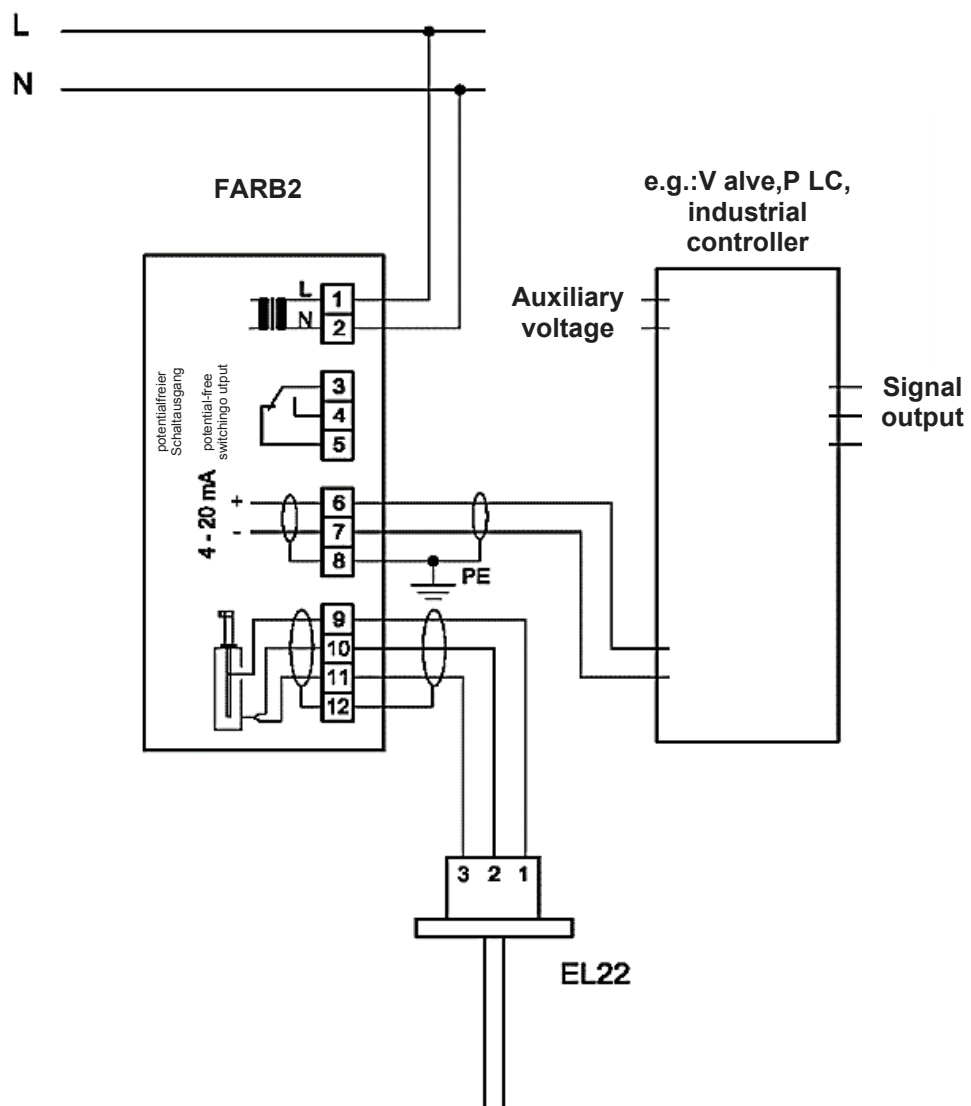 L
N
FARB2
e.g.:V alve,P LC,
industrial
controller
L
N
1
2
Auxiliary
voltage
potentialfreier
Schaltausgang
potential-free
switchingo utput
3
4
5
Signal
output
4 - 20 mA
+
-
6
7
8
PE
9
10
11
12
3 2 1
EL22